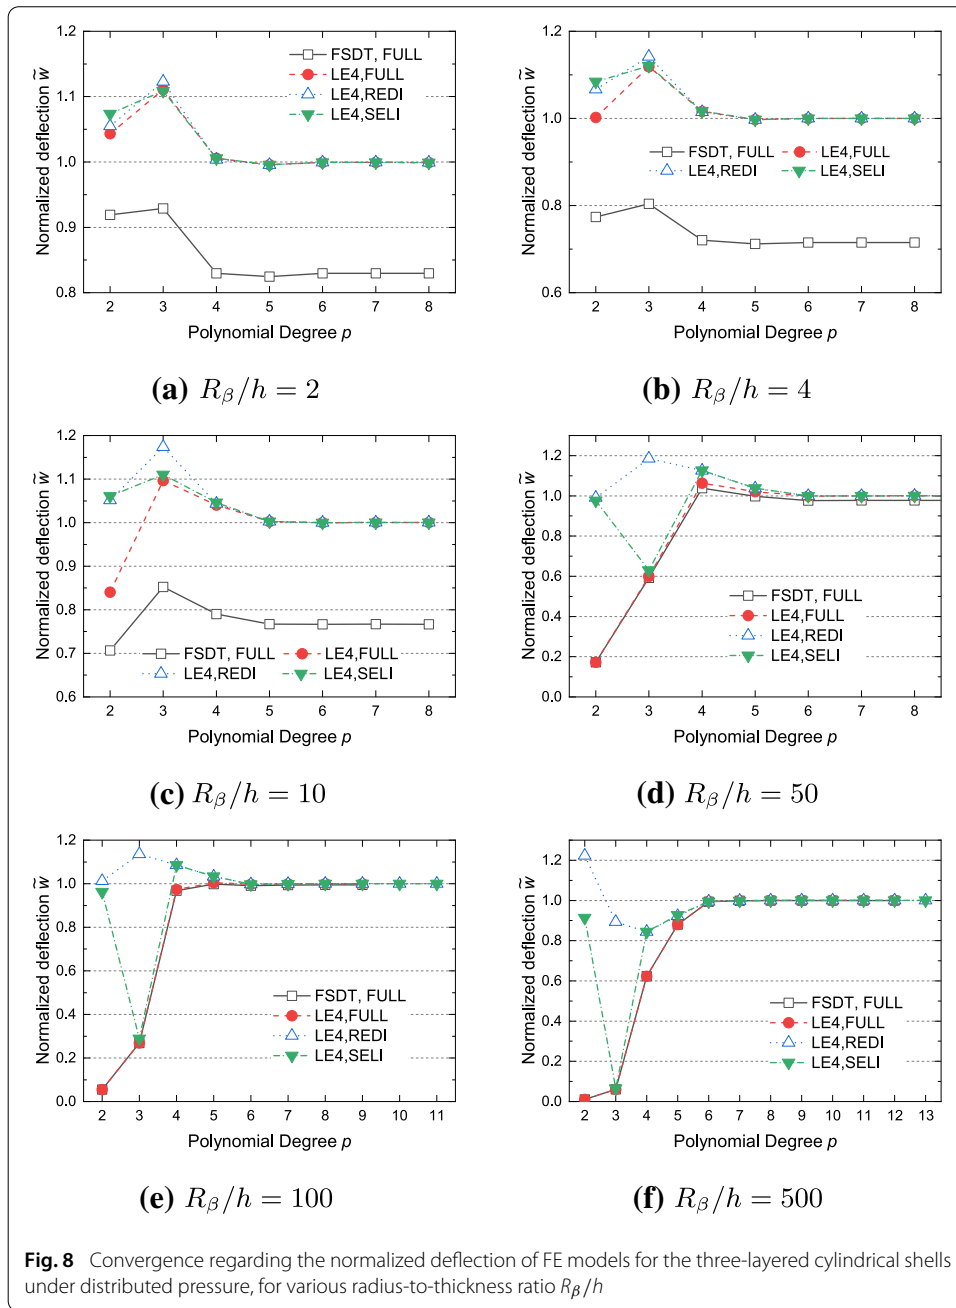 1.2
1.1
1.0
0.9
0.8
Normalized deflection w̃
FSDT, FULL
LE4,FULL
LE4,REDI
LE4,SELI
2 3 4 5 6 7 8
Polynomial Degree p
(a) Rβ/h = 2
1.2
1.0
0.8
0.6
Normalized deflection w̃
FSDT, FULL LE4,FULL
LE4,REDI LE4,SELI
2 3 4 5 6 7 8
Polynomial Degree p
(b) Rβ/h = 4
1.2
1.1
1.0
0.9
0.8
0.7
0.6
Normalized deflection w̃
FSDT, FULL LE4,FULL
LE4,REDI LE4,SELI
2 3 4 5 6 7 8
Polynomial Degree p
(c) Rβ/h = 10
1.2
1.0
0.8
0.6
0.4
0.2
0.0
Normalized deflection w̃
FSDT, FULL
LE4,FULL
LE4,REDI
LE4,SELI
2 3 4 5 6 7 8
Polynomial Degree p
(d) Rβ/h = 50
1.2
1.0
0.8
0.6
0.4
0.2
0.0
Normalized deflection w̃
FSDT, FULL
LE4,FULL
LE4,REDI
LE4,SELI
2 3 4 5 6 7 8 9 10 11
Polynomial Degree p
(e) Rβ/h = 100
1.2
1.0
0.8
0.6
0.4
0.2
0.0
Normalized deflection w̃
FSDT, FULL
LE4,FULL
LE4,REDI
LE4,SELI
2 3 4 5 6 7 8 9 10 11 12 13
Polynomial Degree p
(f) Rβ/h = 500
Fig. 8 Convergence regarding the normalized deflection of FE models for the three-layered cylindrical shells
under distributed pressure, for various radius-to-thickness ratio Rβ/h